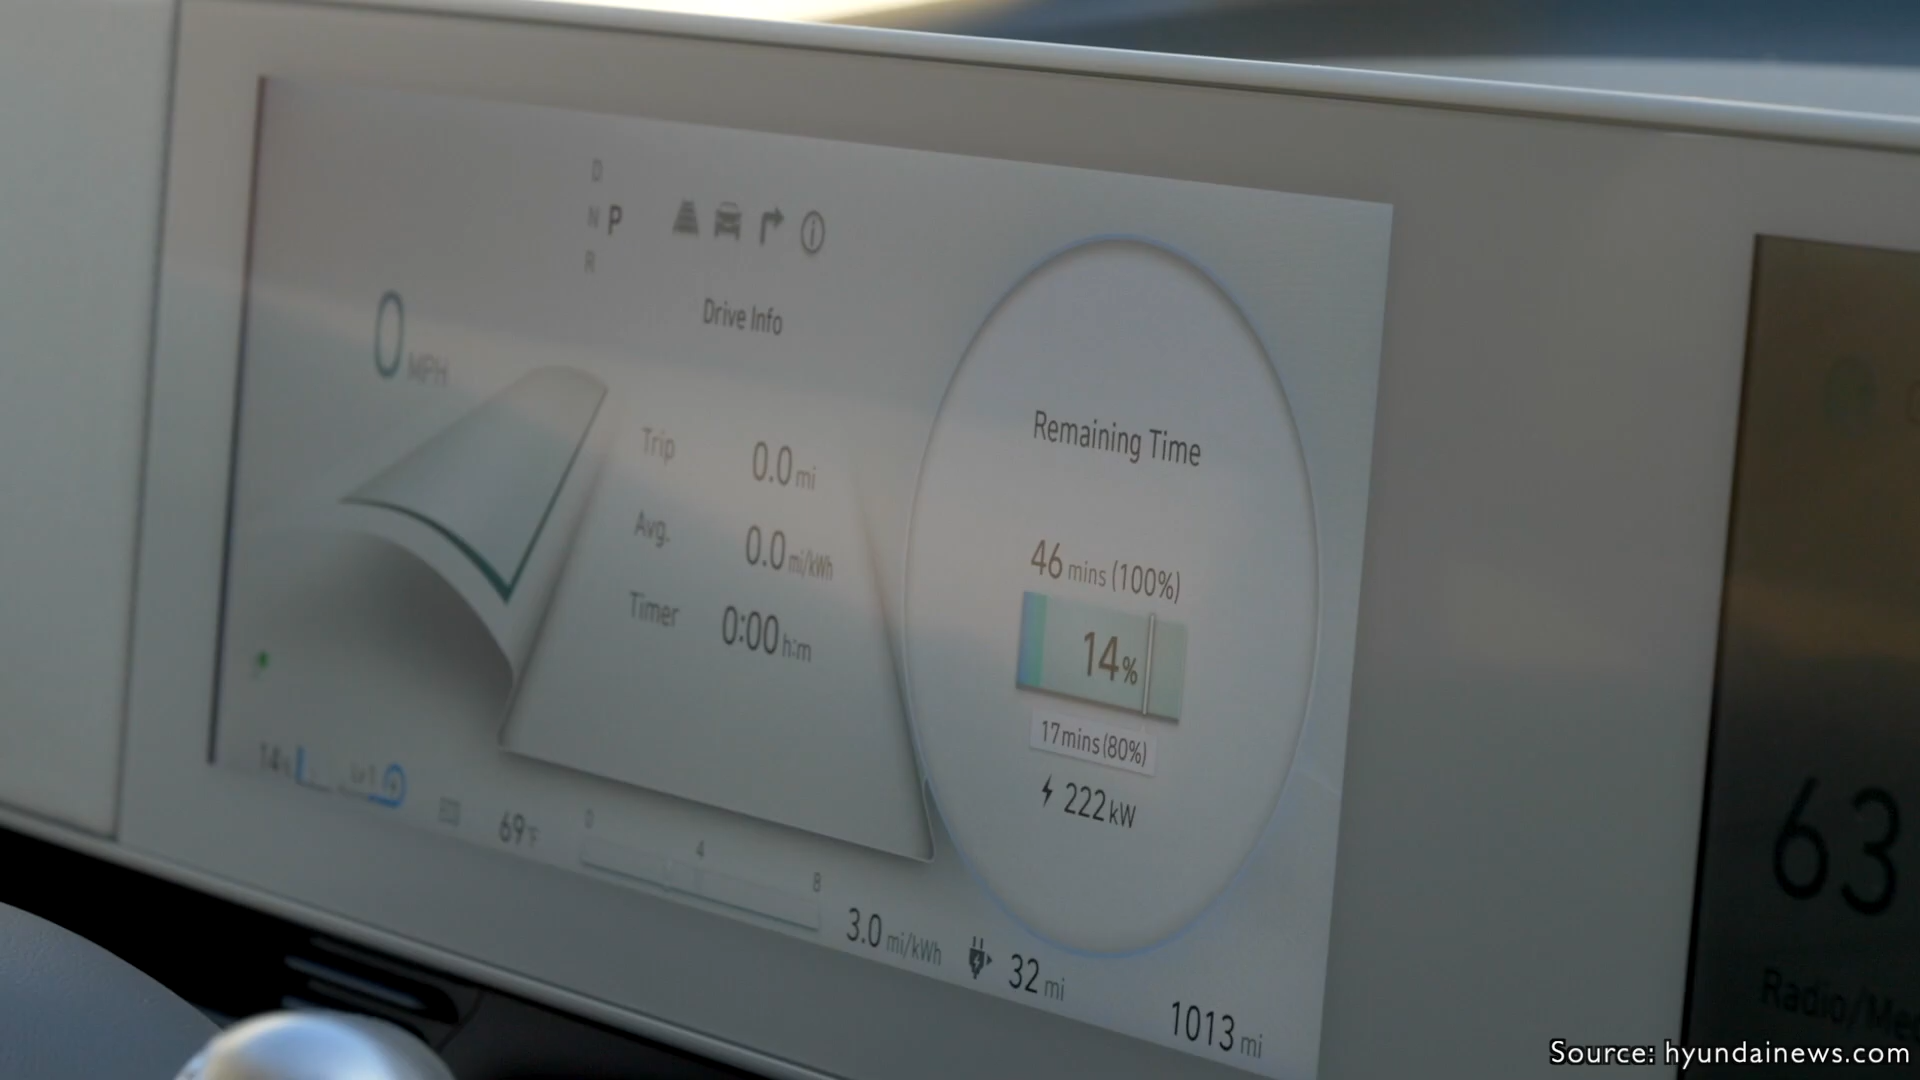 D
N P
R
0 MPH
Drive Info
Trip 0.0 mi
Avg. 0.0 mi/kWh
Timer 0:00 h:m
Remaining Time
46 mins (100%)
14%
17mins(80%)
222 kW
14%
69°F
0 4 8
3.0 mi/kWh
32 mi
1013 mi
63
Source: hyundainews.com